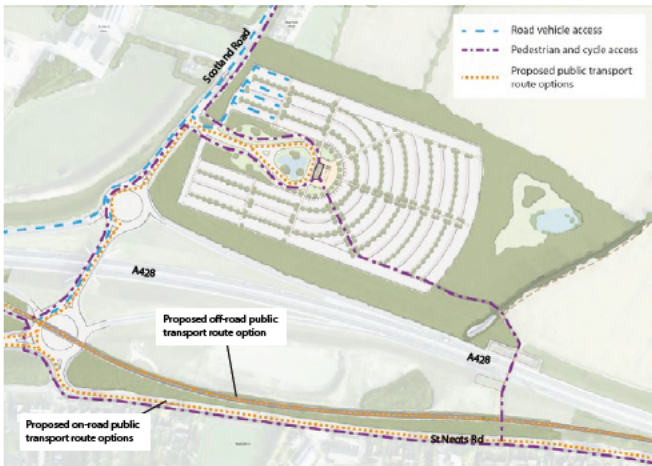 Road vehicle access
Pedestrian and cycle access
Proposed public transport
route options
Scotland Road
A428
Proposed off-road public
transport route option
A428
Proposed on-road public
transport route options
St.Neots Rd